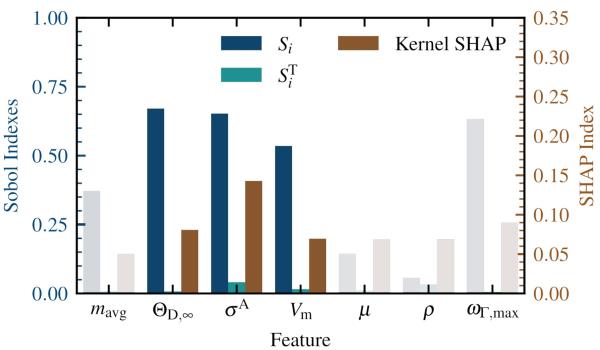 1.00
0.75
0.50
0.25
0.00
Sobol Indexes
S_i
S_i^T
Kernel SHAP
0.35
0.30
0.25
0.20
0.15
0.10
0.05
0.00
SHAP Index
m_avg Θ_D,∞ σ^A V_m μ ρ ω_Γ,max
Feature